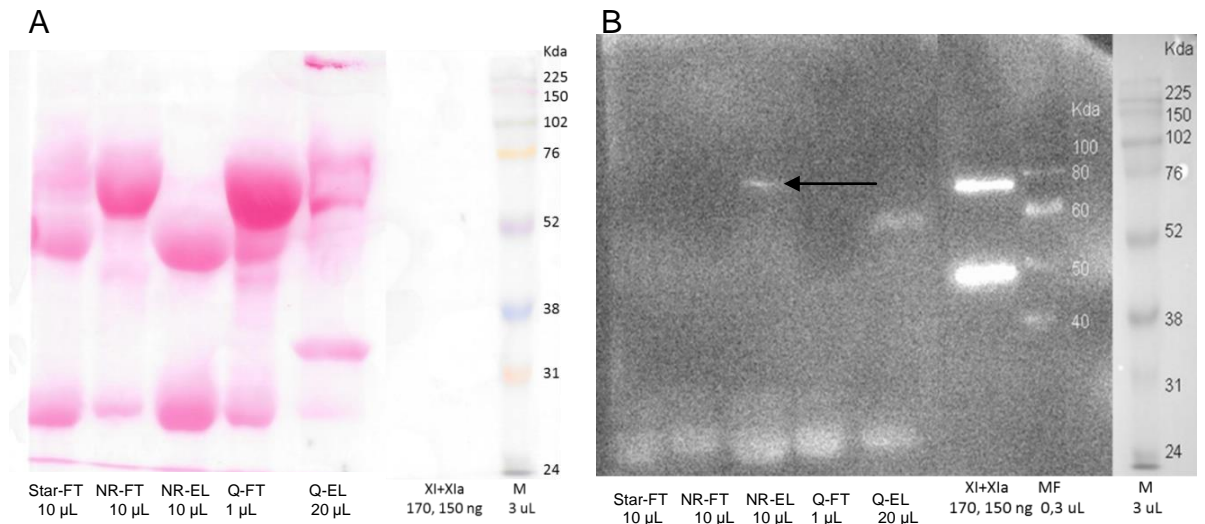 A
Kda
225
150
102
76
52
38
31
24
Star-FT NR-FT NR-EL Q-FT Q-EL XI+XIa M
10 µL 10 µL 10 µL 1 µL 20 µL 170, 150 ng 3 uL
B
Kda
225
150
102
76
52
38
31
24
Kda
100
80
60
50
40
Star-FT NR-FT NR-EL Q-FT Q-EL XI+XIa MF M
10 µL 10 µL 10 µL 1 µL 20 µL 170, 150 ng 0,3 uL 3 uL